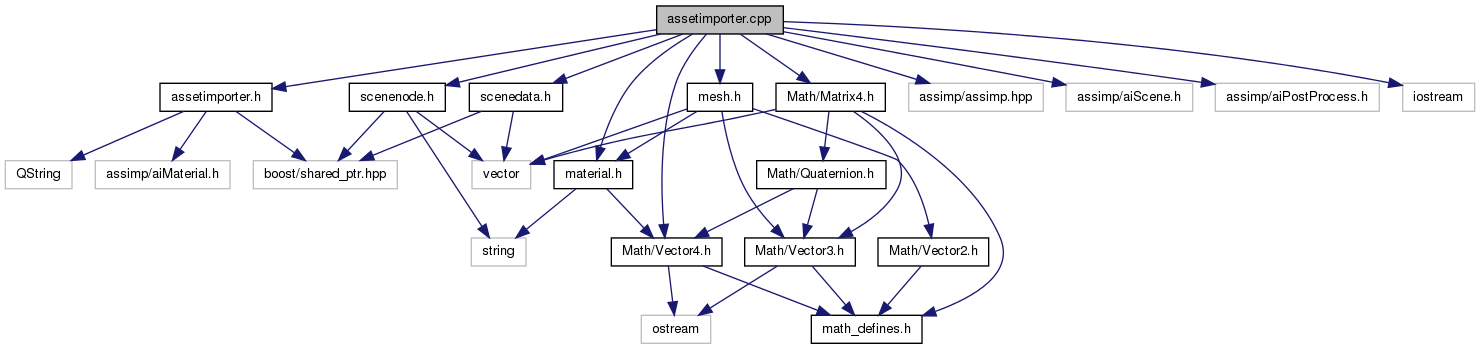 assetimporter.cpp
assetimporter.h
scenenode.h
scenedata.h
mesh.h
Math/Matrix4.h
assimp/assimp.hpp
assimp/aiScene.h
assimp/aiPostProcess.h
iostream
QString
assimp/aiMaterial.h
boost/shared_ptr.hpp
vector
material.h
Math/Quaternion.h
string
Math/Vector4.h
Math/Vector3.h
Math/Vector2.h
ostream
math_defines.h